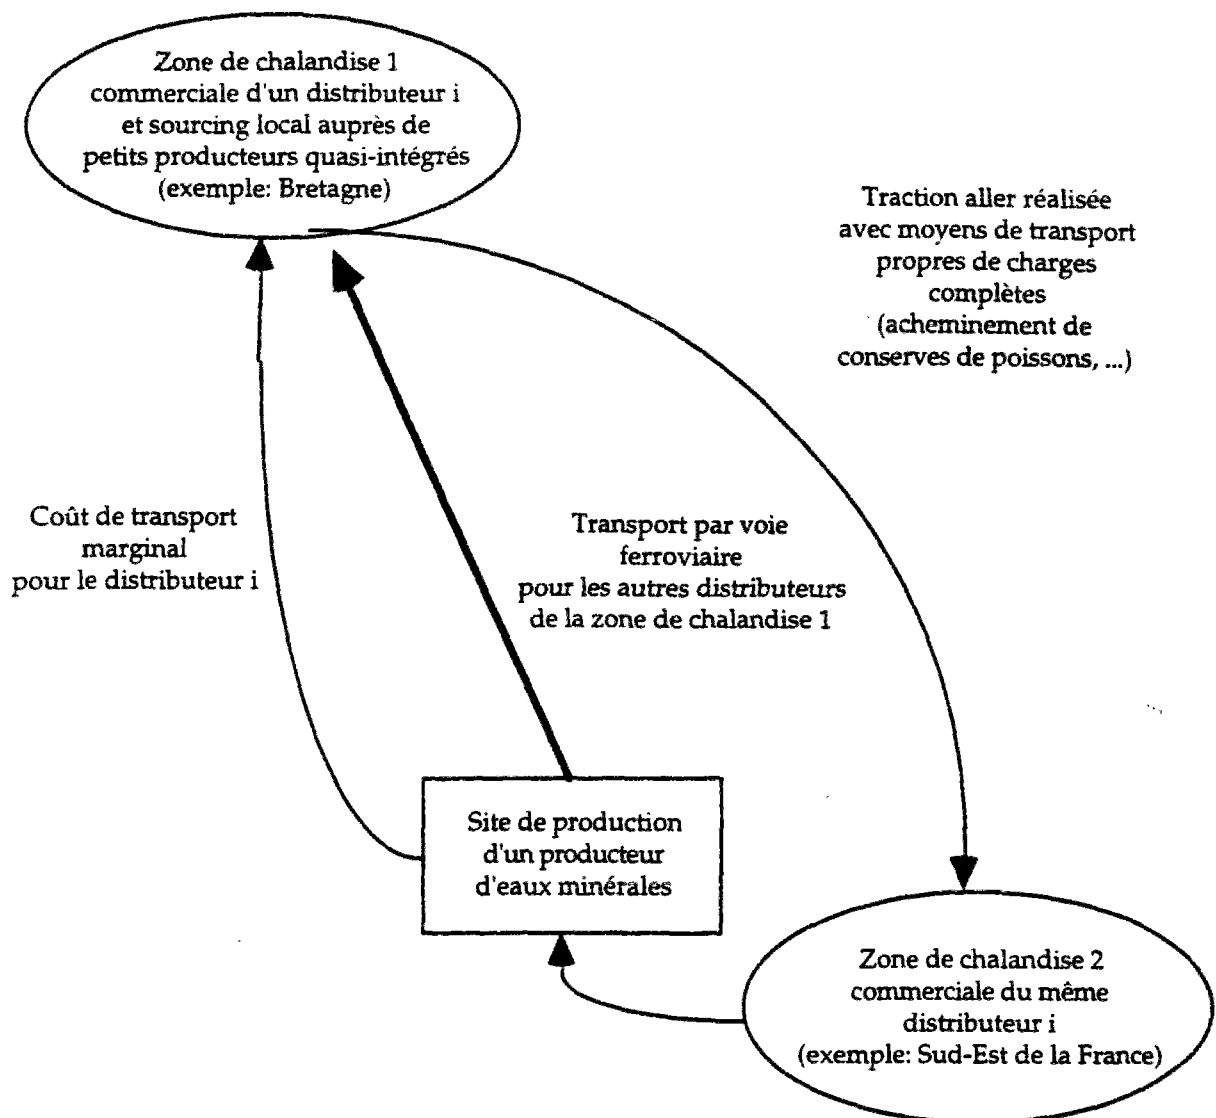 Zone de chalandise 1
commerciale d'un distributeur i
et sourcing local auprès de
petits producteurs quasi-intégrés
(exemple: Bretagne)
Traction aller réalisée
avec moyens de transport
propres de charges
complètes
(acheminement de
conserves de poissons, ...)
Coût de transport
marginal
pour le distributeur i
Transport par voie
ferroviaire
pour les autres distributeurs
de la zone de chalandise 1
Site de production
d'un producteur
d'eaux minérales
Zone de chalandise 2
commerciale du même
distributeur i
(exemple: Sud-Est de la France)